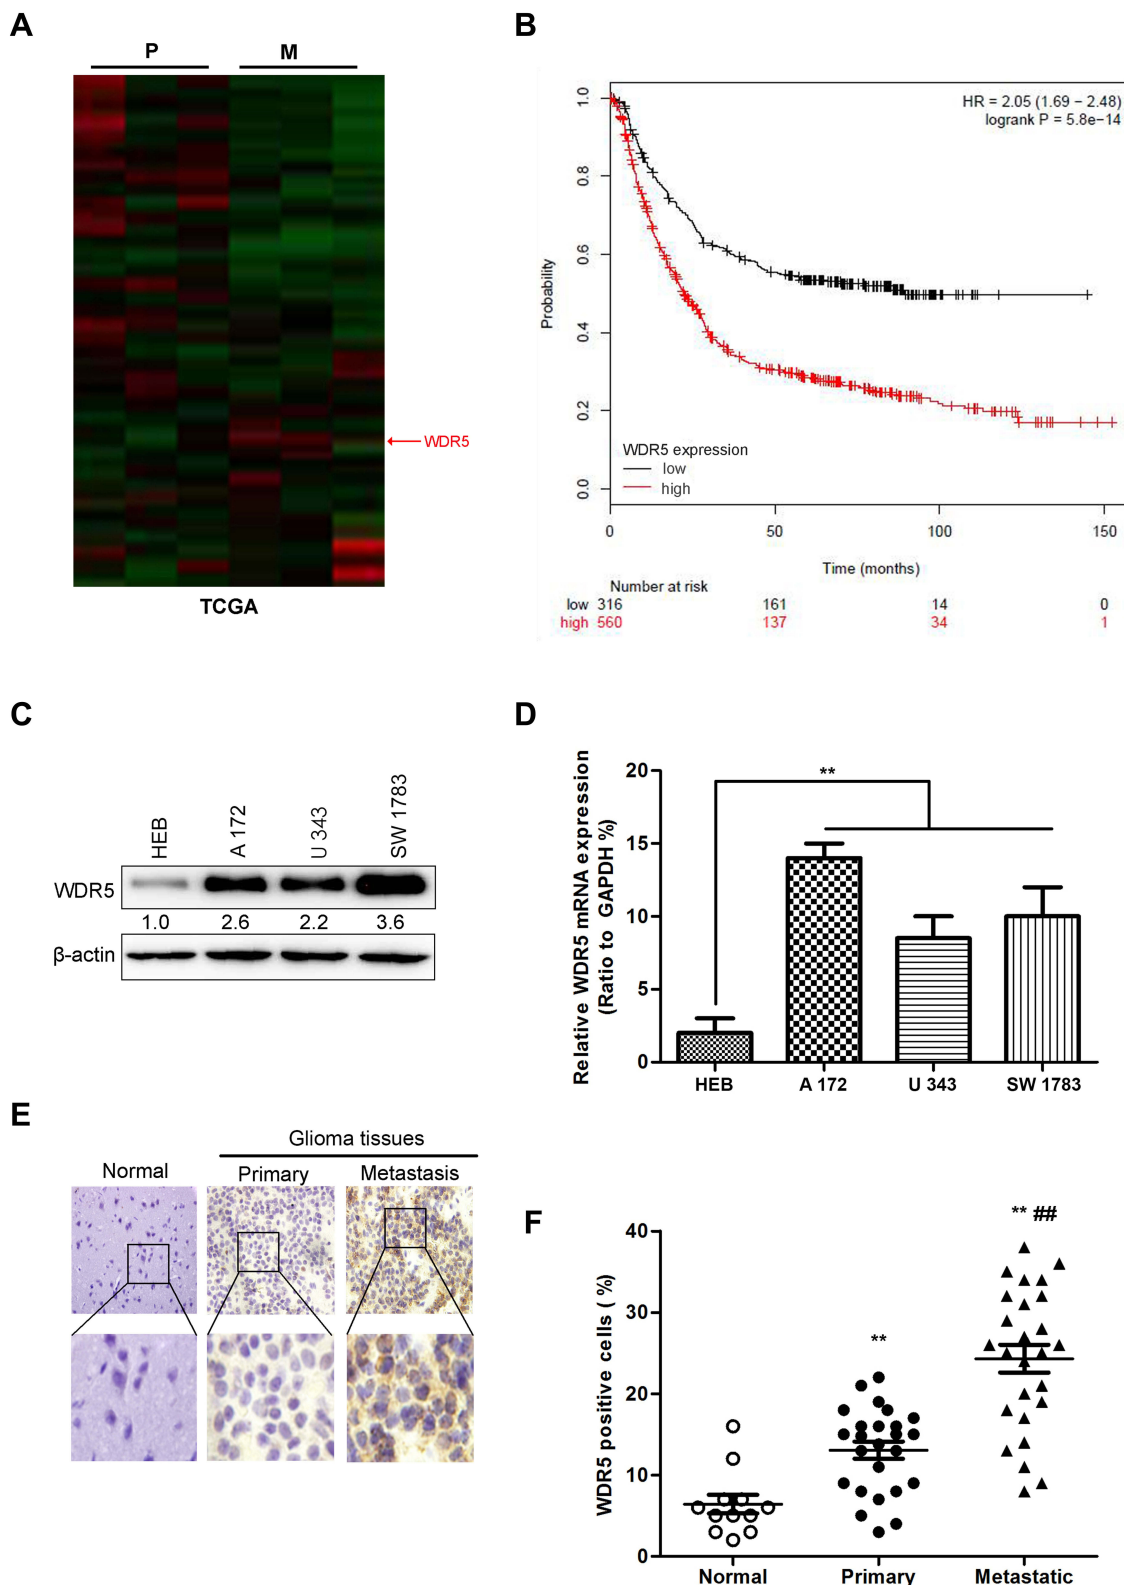 A
P M
WDR5
TCGA
B
HR = 2.05 (1.69 − 2.48)
logrank P = 5.8e−14
Probability
1.0
0.8
0.6
0.4
0.2
0.0
WDR5 expression
low
high
0 50 100 150
Time (months)
Number at risk
low 316 161 14 0
high 560 137 34 1
C
HEB A 172 U 343 SW 1783
WDR5
1.0 2.6 2.2 3.6
β-actin
D
Relative WDR5 mRNA expression
(Ratio to GAPDH %)
20
15
10
5
0
**
HEB A 172 U 343 SW 1783
E
Glioma tissues
Normal Primary Metastasis
F
WDR5 positive cells ( %)
40
30
20
10
0
**
** ##
Normal Primary Metastatic